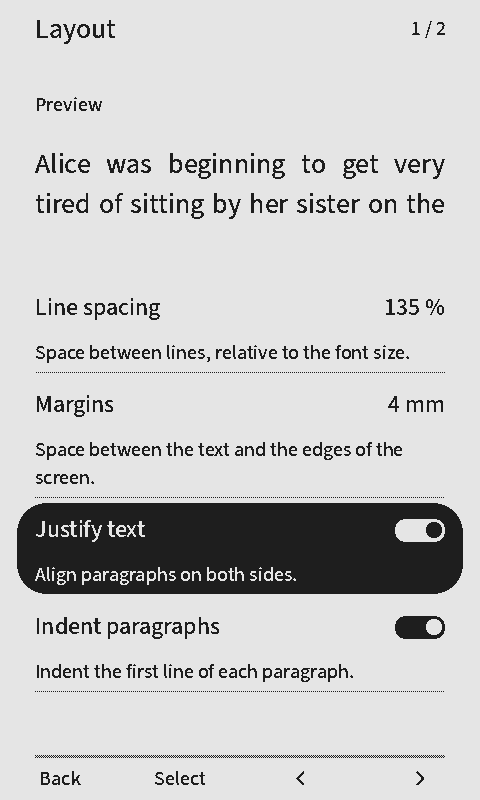 Layout
1 / 2
Preview
Alice was beginning to get very
tired of sitting by her sister on the
Line spacing
135 %
Space between lines, relative to the font size.
Margins
4 mm
Space between the text and the edges of the
screen.
Justify text
Align paragraphs on both sides.
Indent paragraphs
Indent the first line of each paragraph.
Back
Select
<
>